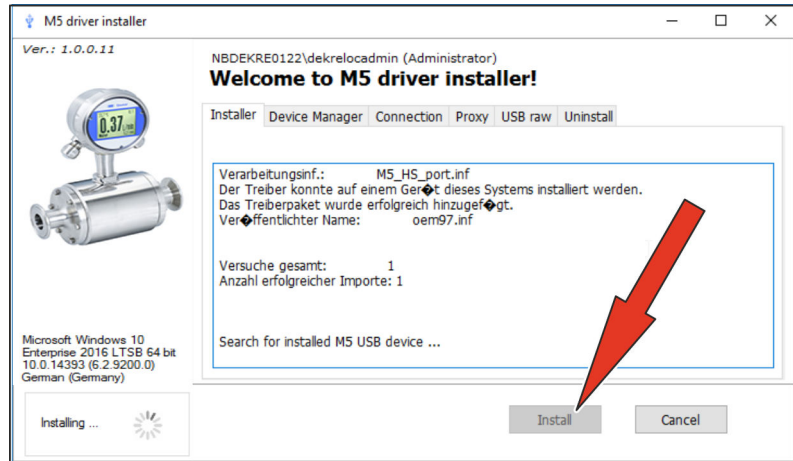 M5 driver installer
Ver.: 1.0.0.11
NBDEKRE0122\dekrelocadmin (Administrator)
Welcome to M5 driver installer!
Installer Device Manager Connection Proxy USB raw Uninstall
0.37
Verarbeitungsinf.: M5_HS_port.inf
Der Treiber konnte auf einem Ger�t dieses Systems installiert werden.
Das Treiberpaket wurde erfolgreich hinzugef�gt.
Ver�ffentlichter Name: oem97.inf
Versuche gesamt: 1
Anzahl erfolgreicher Importe: 1
Search for installed M5 USB device ...
Microsoft Windows 10
Enterprise 2016 LTSB 64 bit
10.0.14393 (6.2.9200.0)
German (Germany)
Installing ...
Install Cancel